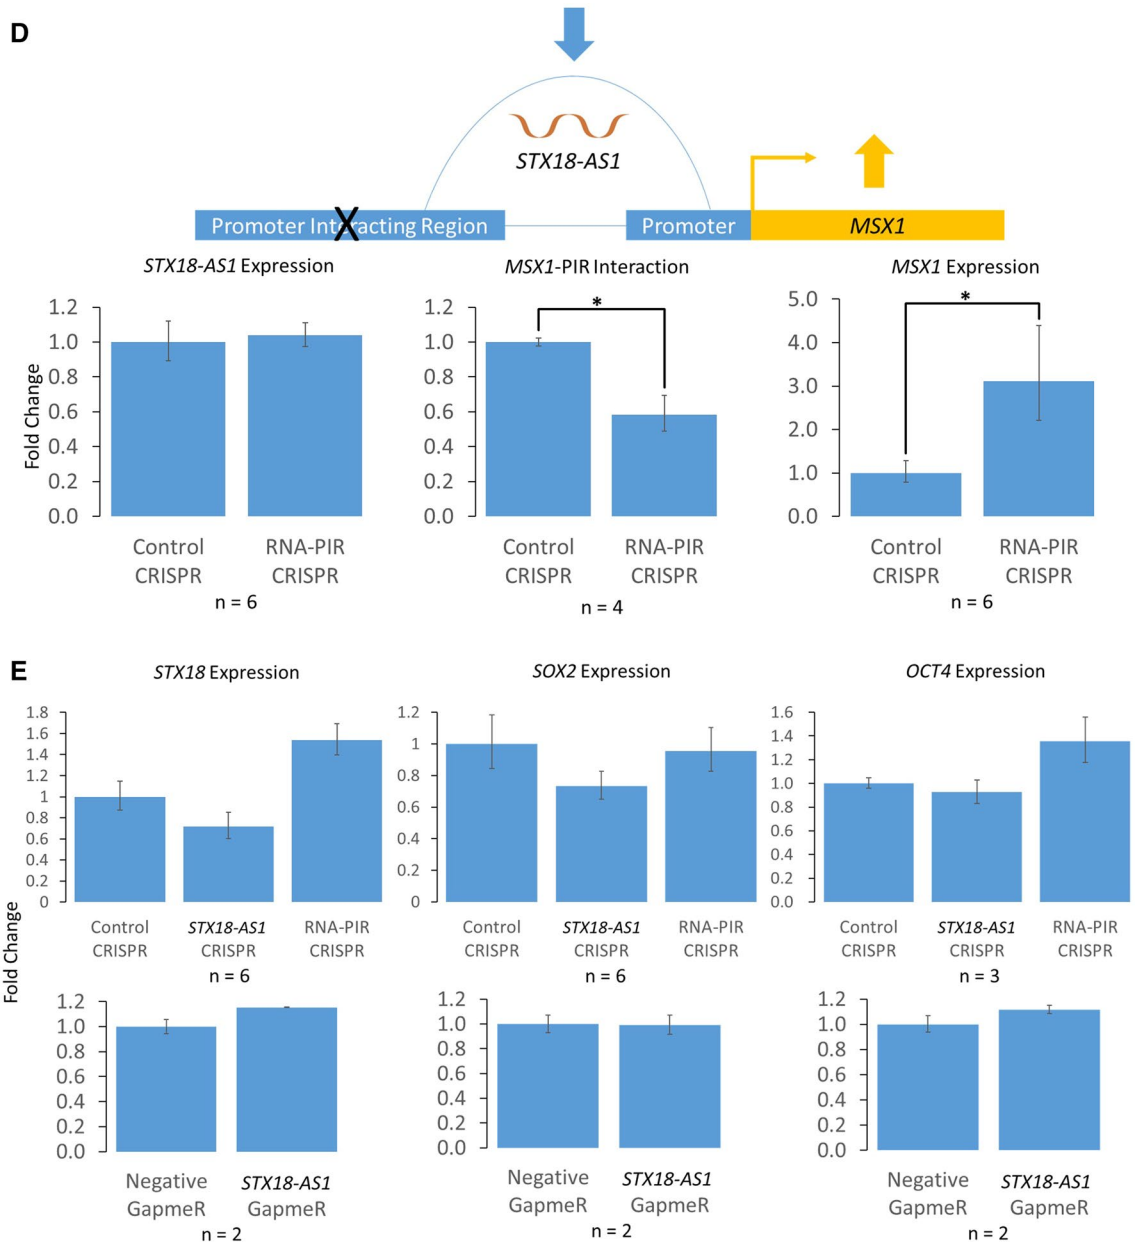 D
STX18-AS1
Promoter Interacting Region
X
Promoter
MSX1
STX18-AS1 Expression
MSX1-PIR Interaction
MSX1 Expression
Fold Change
1.2
1.0
0.8
0.6
0.4
0.2
0.0
Control
CRISPR
RNA-PIR
CRISPR
n = 6
1.2
1.0
0.8
0.6
0.4
0.2
0.0
*
Control
CRISPR
RNA-PIR
CRISPR
n = 4
5.0
4.0
3.0
2.0
1.0
0.0
*
Control
CRISPR
RNA-PIR
CRISPR
n = 6
E
Fold Change
STX18 Expression
1.8
1.6
1.4
1.2
1
0.8
0.6
0.4
0.2
0
Control
CRISPR
STX18-AS1
CRISPR
RNA-PIR
CRISPR
n = 6
SOX2 Expression
1.2
1
0.8
0.6
0.4
0.2
0
Control
CRISPR
STX18-AS1
CRISPR
RNA-PIR
CRISPR
n = 6
OCT4 Expression
1.6
1.4
1.2
1.0
0.8
0.6
0.4
0.2
0.0
Control
CRISPR
STX18-AS1
CRISPR
RNA-PIR
CRISPR
n = 3
1.2
1.0
0.8
0.6
0.4
0.2
0.0
Negative
GapmeR
STX18-AS1
GapmeR
n = 2
1.2
1.0
0.8
0.6
0.4
0.2
0.0
Negative
GapmeR
STX18-AS1
GapmeR
n = 2
1.2
1.0
0.8
0.6
0.4
0.2
0.0
Negative
GapmeR
STX18-AS1
GapmeR
n = 2